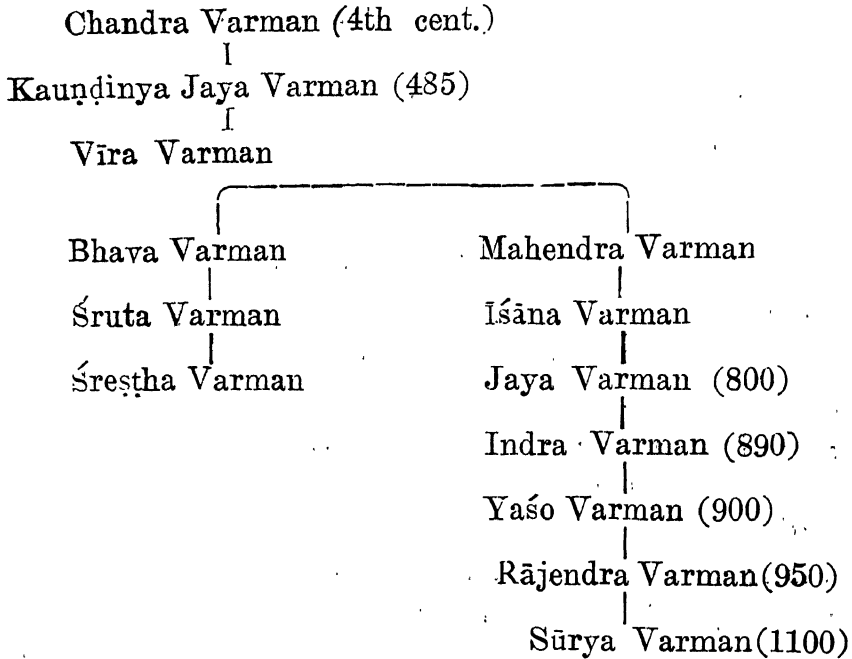 Chandra Varman (4th cent.)
Kauṇḍinya Jaya Varman (485)
Vīra Varman
Bhava Varman Mahendra Varman
Śruta Varman Īśāna Varman
Śreṣṭha Varman Jaya Varman (800)
Indra Varman (890)
Yaśo Varman (900)
Rājendra Varman (950)
Sūrya Varman (1100)